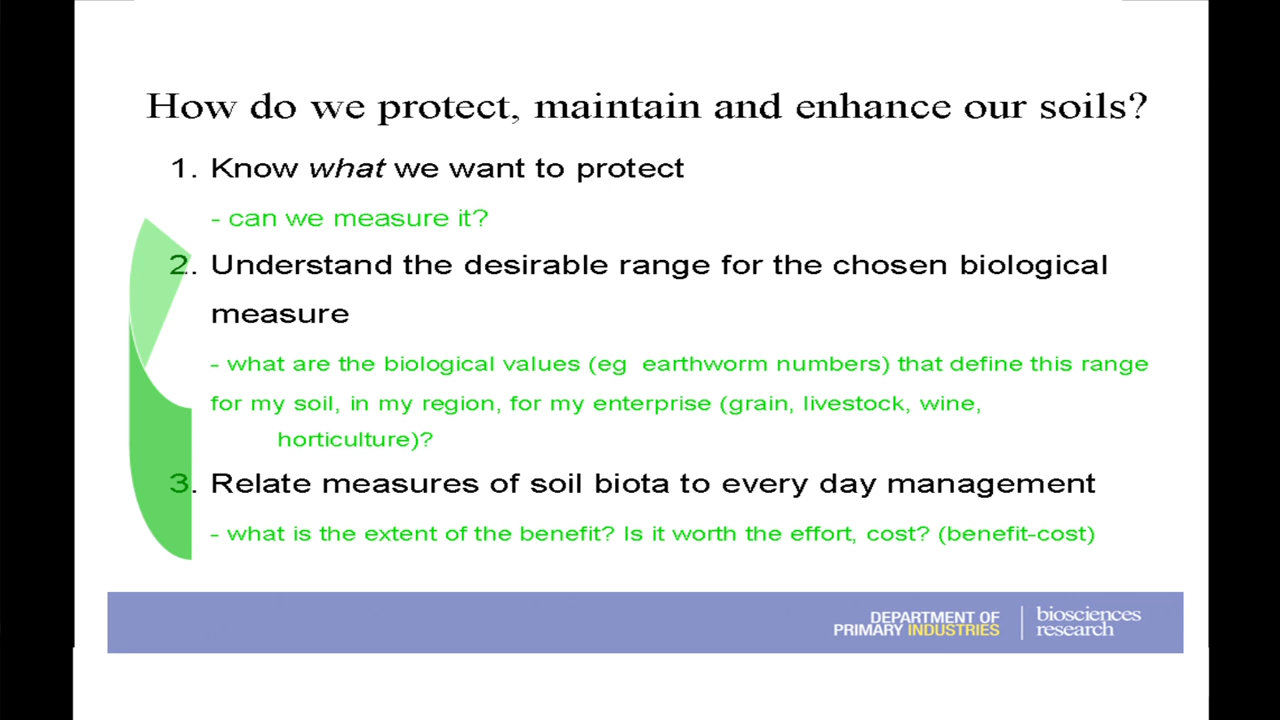 How do we protect, maintain and enhance our soils?
1. Know what we want to protect
- can we measure it?
2. Understand the desirable range for the chosen biological
measure
- what are the biological values (eg earthworm numbers) that define this range
for my soil, in my region, for my enterprise (grain, livestock, wine,
horticulture)?
3. Relate measures of soil biota to every day management
- what is the extent of the benefit? Is it worth the effort, cost? (benefit-cost)
DEPARTMENT OF
PRIMARY INDUSTRIES
biosciences
research